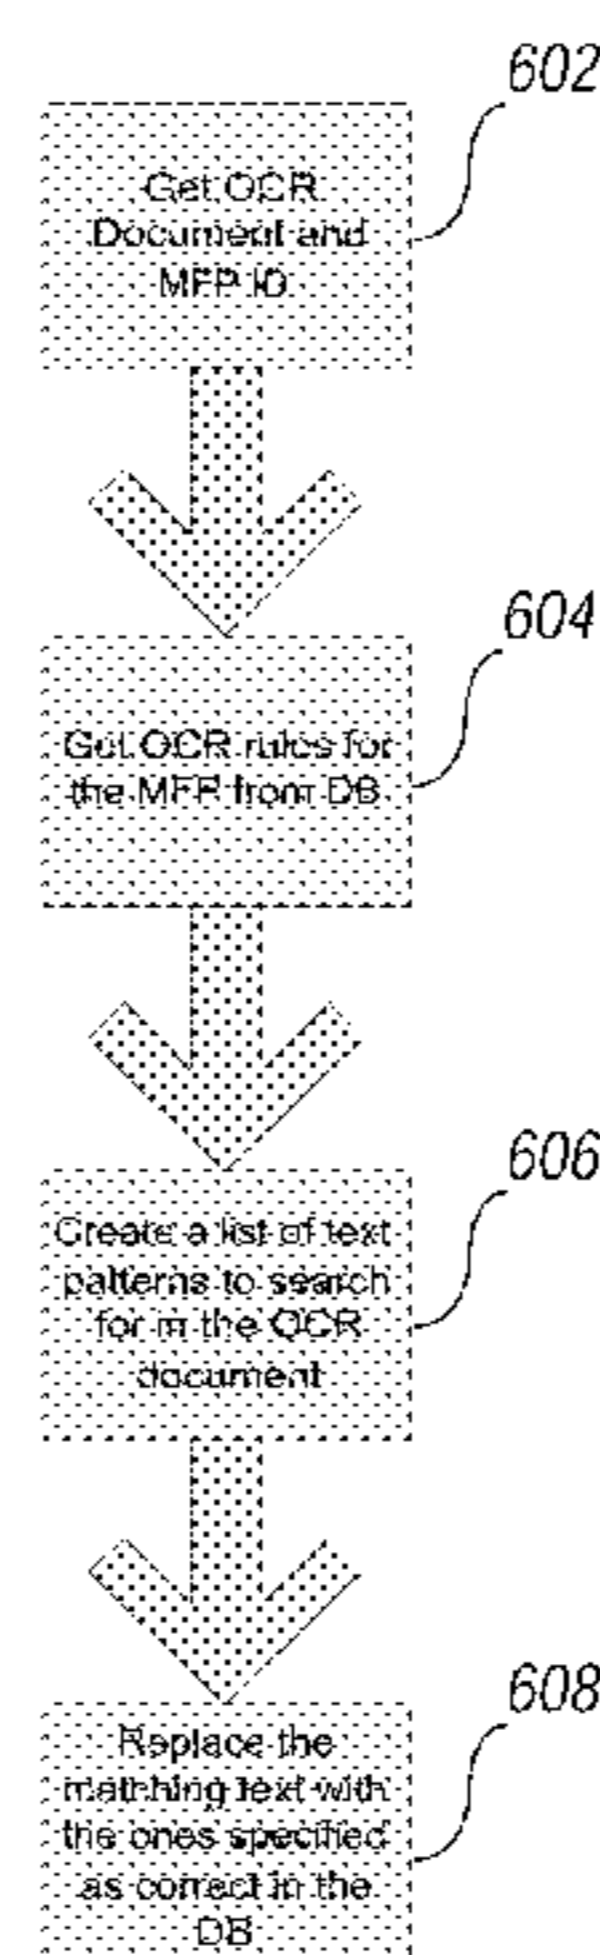 602
Get OCR
Document and
MFP ID
604
Get OCR rules for
the MFP from DB
606
Create a list of text
patterns to search
for in the OCR
document
608
Replace the
matching text with
the ones specified
as correct in the
DB